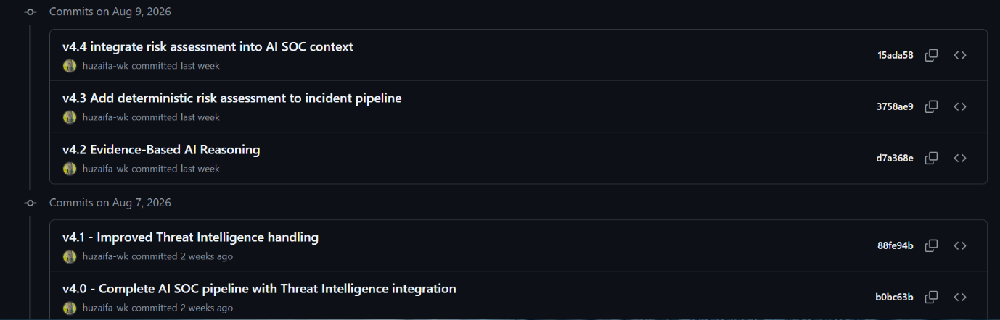 Commits on Aug 9, 2026
v4.4 integrate risk assessment into AI SOC context
15ada58
huzaifa-wk committed last week
v4.3 Add deterministic risk assessment to incident pipeline
3758ae9
huzaifa-wk committed last week
v4.2 Evidence-Based AI Reasoning
d7a368e
huzaifa-wk committed last week
Commits on Aug 7, 2026
v4.1 - Improved Threat Intelligence handling
88fe94b
huzaifa-wk committed 2 weeks ago
v4.0 - Complete AI SOC pipeline with Threat Intelligence integration
b0bc63b
huzaifa-wk committed 2 weeks ago